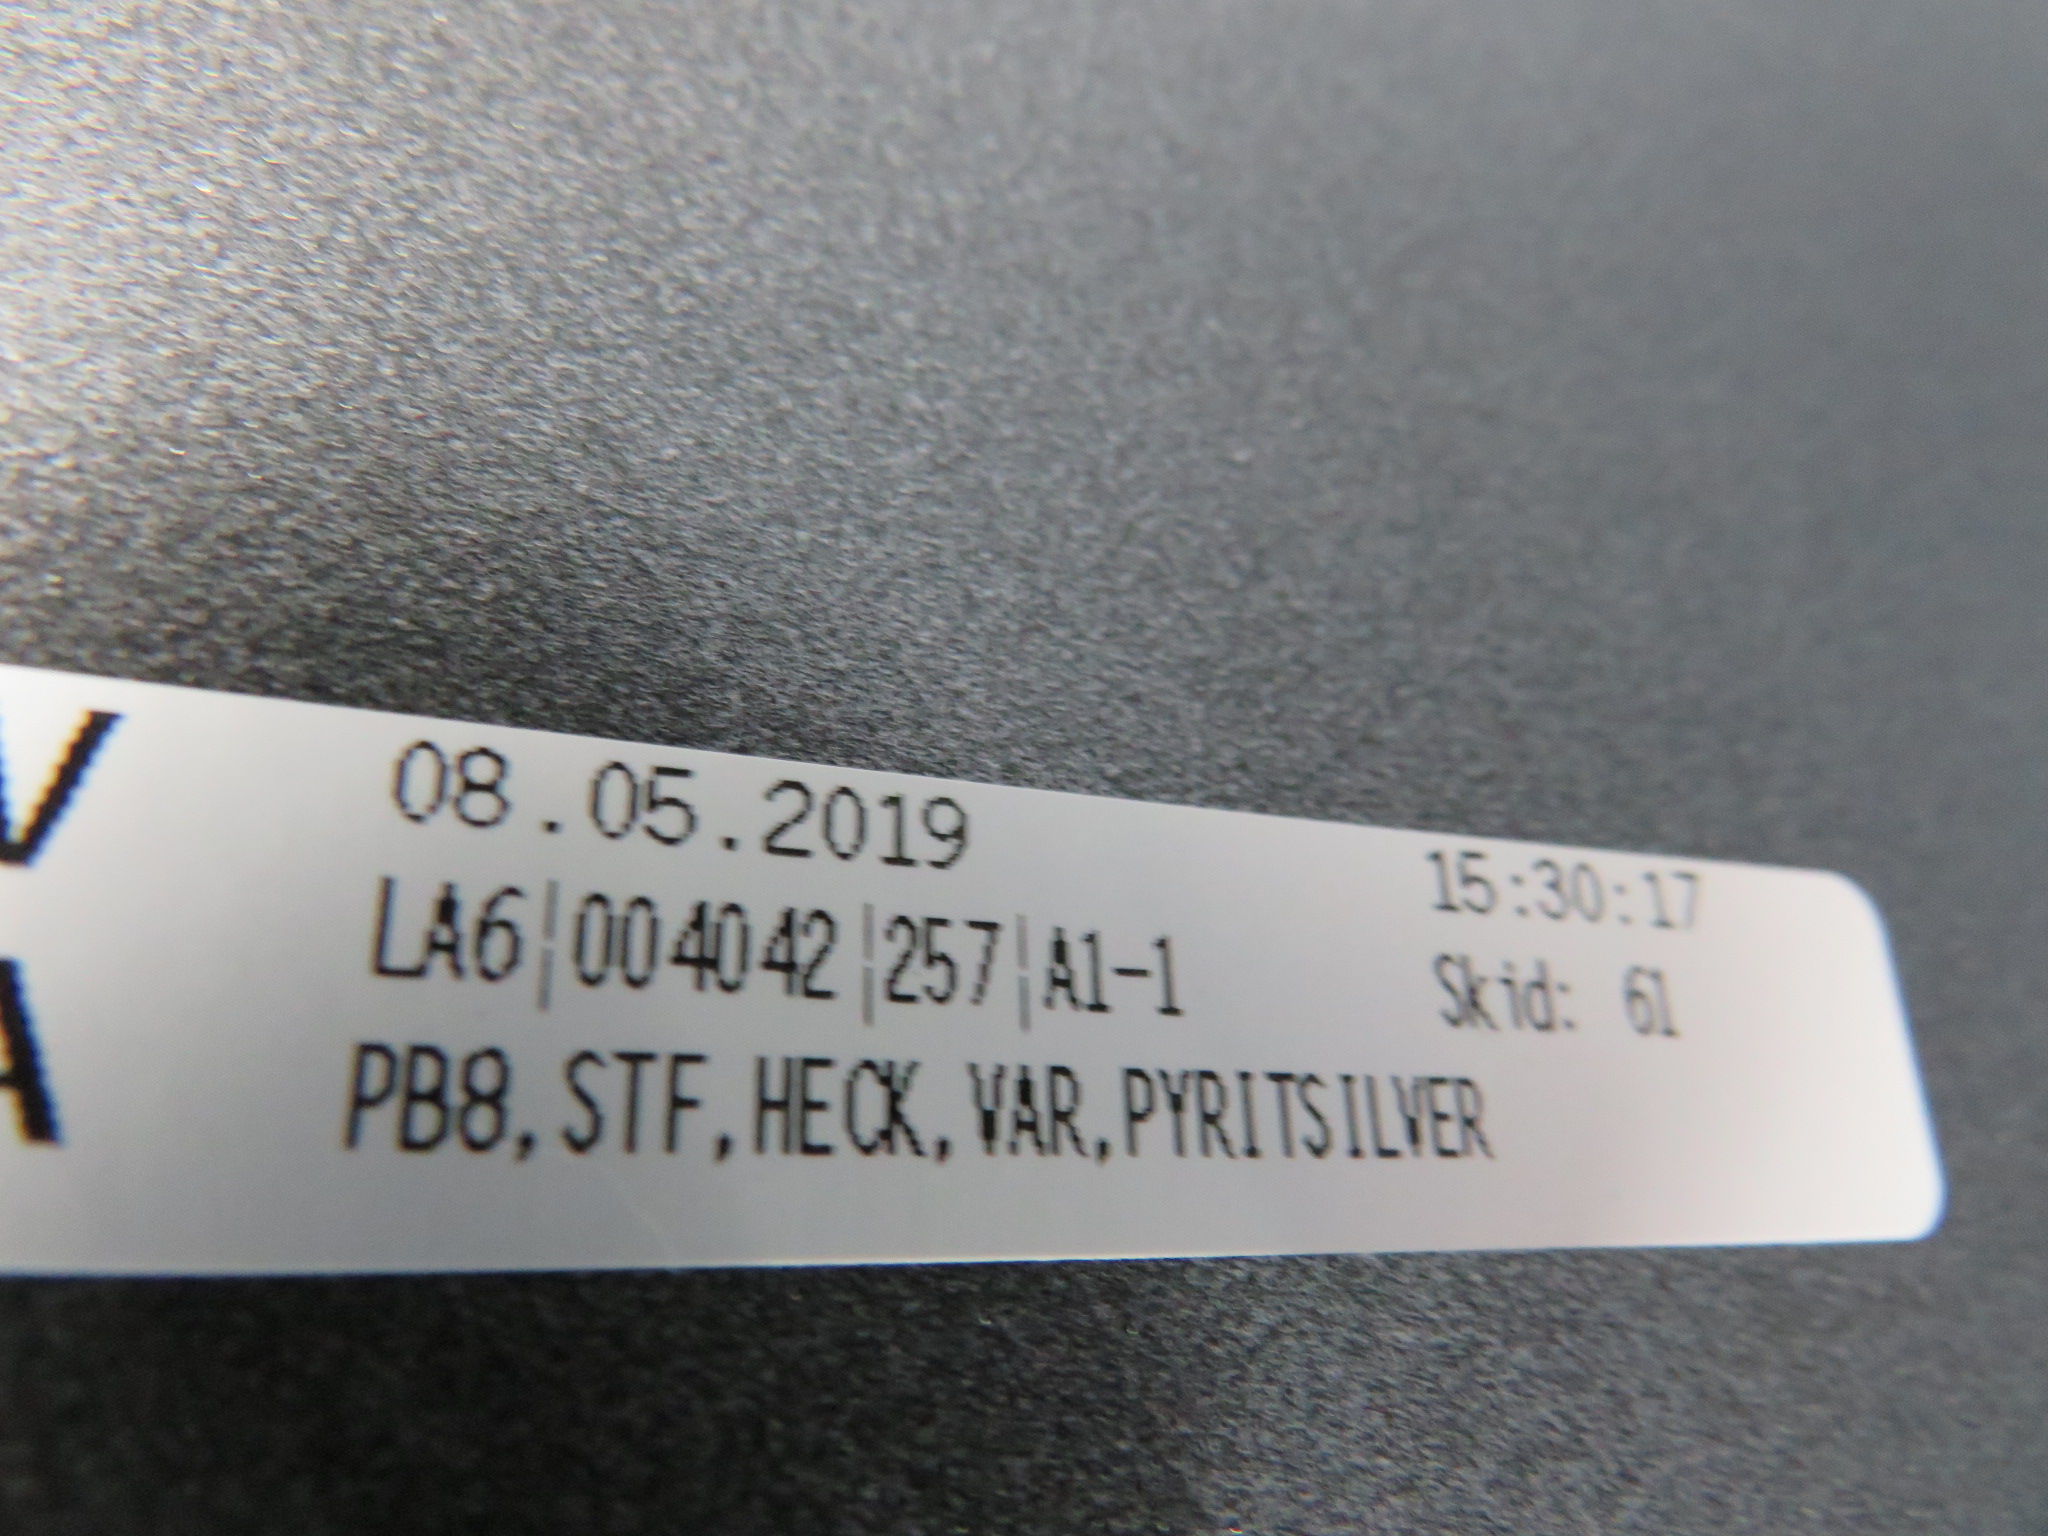 08.05.2019 15:30:17
LA6|004042|257|A1-1 Skid: 61
PB8,STF,HECK,VAR,PYRITSILVER